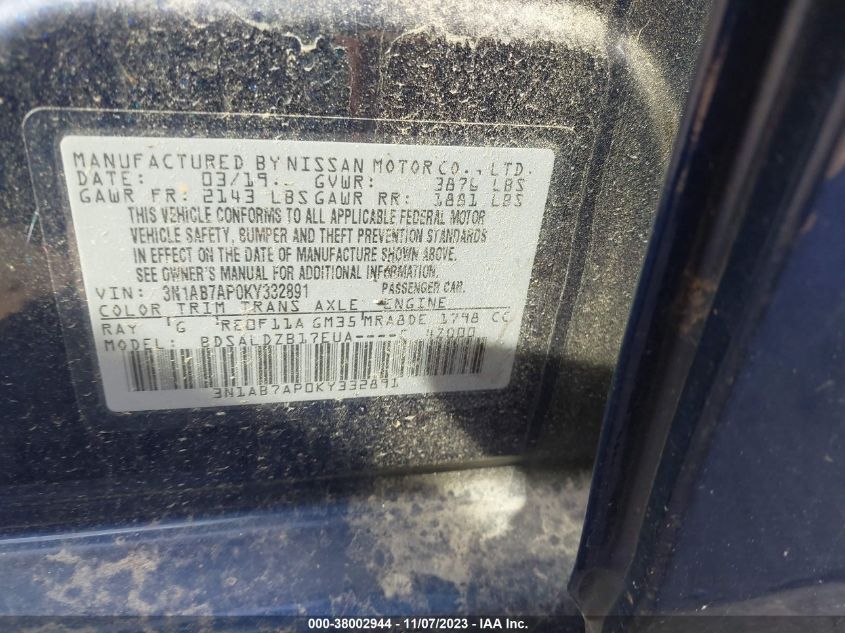 MANUFACTURED BY NISSAN MOTOR CO., LTD.
DATE: 03/19 GVWR: 3876 LBS
GAWR FR: 2143 LBS GAWR RR: 1881 LBS
THIS VEHICLE CONFORMS TO ALL APPLICABLE FEDERAL MOTOR
VEHICLE SAFETY, BUMPER AND THEFT PREVENTION STANDARDS
IN EFFECT ON THE DATE OF MANUFACTURE SHOWN ABOVE.
SEE OWNER'S MANUAL FOR ADDITIONAL INFORMATION.
VIN: 3N1AB7AP0KY332891 PASSENGER CAR.
COLOR TRIM TRANS AXLE ENGINE
RAY G RE0F11A GM35 MRA8DE 1798 CC
MODEL: BDSALDZB17EUA----
3N1AB7AP0KY332891
000-38002944 - 11/07/2023 - IAA Inc.